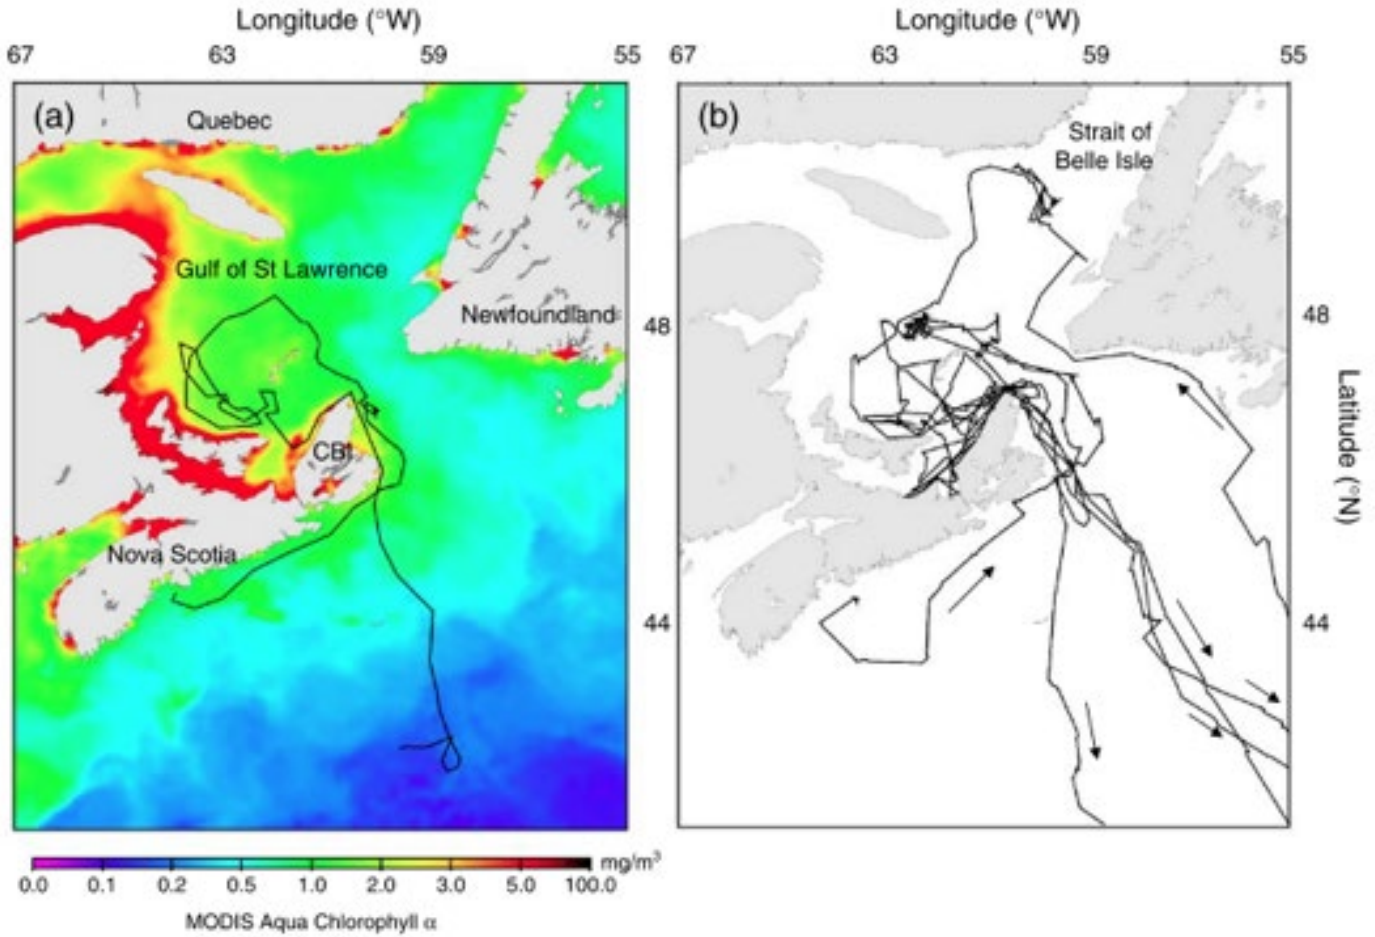 Longitude (°W)
67 63 59 55
(a)
Quebec
Gulf of St Lawrence
Newfoundland
CBI
Nova Scotia
48
44
0.0 0.1 0.2 0.5 1.0 2.0 3.0 5.0 100.0 mg/m³
MODIS Aqua Chlorophyll α
Longitude (°W)
67 63 59 55
(b)
Strait of
Belle Isle
48
44
Latitude (°N)